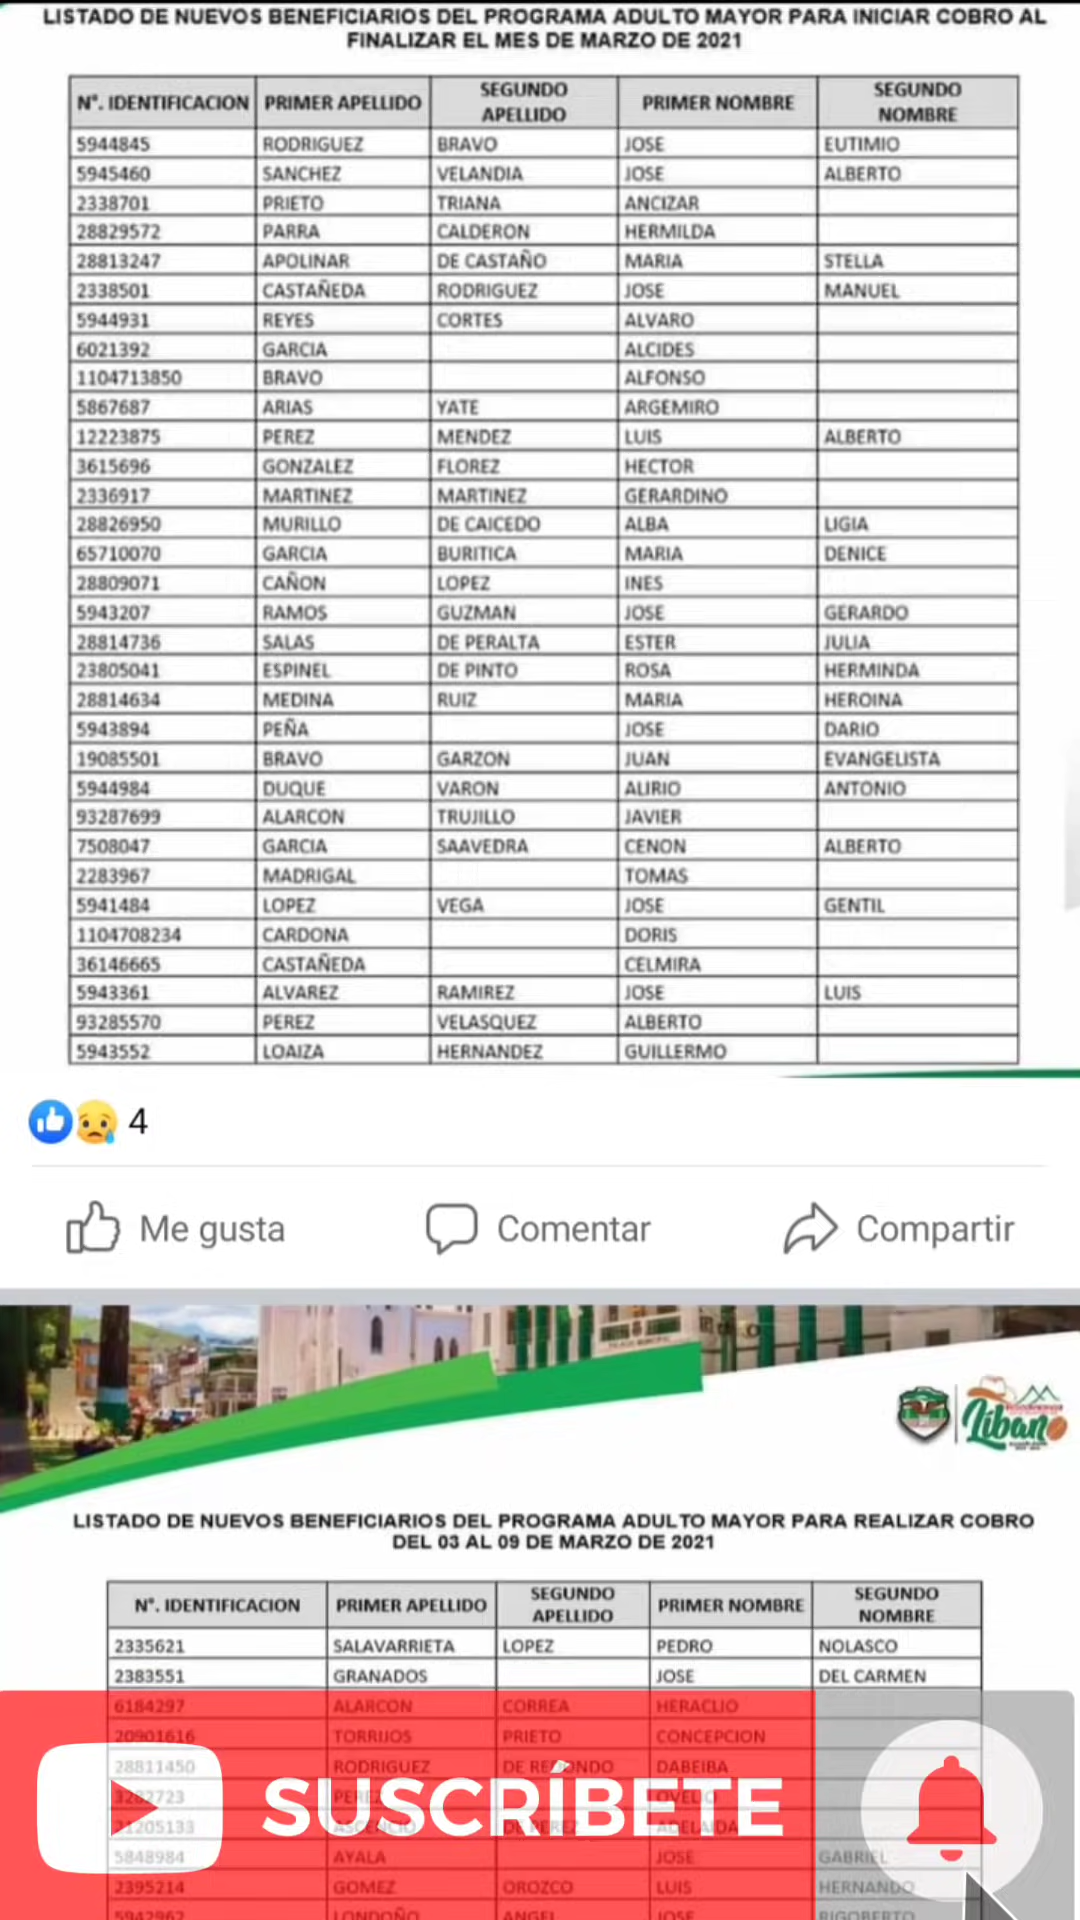 LISTADO DE NUEVOS BENEFICIARIOS DEL PROGRAMA ADULTO MAYOR PARA INICIAR COBRO AL
FINALIZAR EL MES DE MARZO DE 2021
N°. IDENTIFICACION PRIMER APELLIDO SEGUNDO APELLIDO PRIMER NOMBRE SEGUNDO NOMBRE
5944845 RODRIGUEZ BRAVO JOSE EUTIMIO
5945460 SANCHEZ VELANDIA JOSE ALBERTO
2338701 PRIETO TRIANA ANCIZAR
28829572 PARRA CALDERON HERMILDA
28813247 APOLINAR DE CASTAÑO MARIA STELLA
2338501 CASTAÑEDA RODRIGUEZ JOSE MANUEL
5944931 REYES CORTES ALVARO
6021392 GARCIA ALCIDES
1104713850 BRAVO ALFONSO
5867687 ARIAS YATE ARGEMIRO
12223875 PEREZ MENDEZ LUIS ALBERTO
3615696 GONZALEZ FLOREZ HECTOR
2336917 MARTINEZ MARTINEZ GERARDINO
28826950 MURILLO DE CAICEDO ALBA LIGIA
65710070 GARCIA BURITICA MARIA DENICE
28809071 CAÑON LOPEZ INES
5943207 RAMOS GUZMAN JOSE GERARDO
28814736 SALAS DE PERALTA ESTER JULIA
23805041 ESPINEL DE PINTO ROSA HERMINDA
28814634 MEDINA RUIZ MARIA HEROINA
5943894 PEÑA JOSE DARIO
19085501 BRAVO GARZON JUAN EVANGELISTA
5944984 DUQUE VARON ALIRIO ANTONIO
93287699 ALARCON TRUJILLO JAVIER
7508047 GARCIA SAAVEDRA CENON ALBERTO
2283967 MADRIGAL TOMAS
5941484 LOPEZ VEGA JOSE GENTIL
1104708234 CARDONA DORIS
36146665 CASTAÑEDA CELMIRA
5943361 ALVAREZ RAMIREZ JOSE LUIS
93285570 PEREZ VELASQUEZ ALBERTO
5943552 LOAIZA HERNANDEZ GUILLERMO
4
Me gusta Comentar Compartir
Líbano
LISTADO DE NUEVOS BENEFICIARIOS DEL PROGRAMA ADULTO MAYOR PARA REALIZAR COBRO
DEL 03 AL 09 DE MARZO DE 2021
N°. IDENTIFICACION PRIMER APELLIDO SEGUNDO APELLIDO PRIMER NOMBRE SEGUNDO NOMBRE
2335621 SALAVARRIETA LOPEZ PEDRO NOLASCO
2383551 GRANADOS JOSE DEL CARMEN
6184297 ALARCON CORREA HERACLIO
20901616 TORRIJOS PRIETO CONCEPCION
28811450 RODRIGUEZ DE REDONDO DABEIBA
SUSCRÍBETE
5848984 AYALA JOSE GABRIEL
2395214 GOMEZ OROZCO LUIS HERNANDO
5942962 LONDOÑO ANGEL JOSE RIGOBERTO